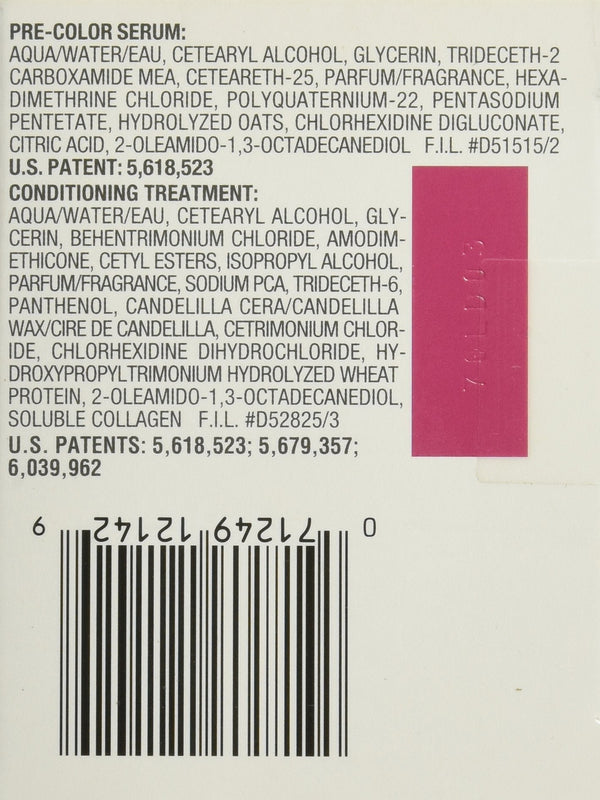 PRE-COLOR SERUM:
AQUA/WATER/EAU, CETEARYL ALCOHOL, GLYCERIN, TRIDECETH-2
CARBOXAMIDE MEA, CETEARETH-25, PARFUM/FRAGRANCE, HEXA-
DIMETHRINE CHLORIDE, POLYQUATERNIUM-22, PENTASODIUM
PENTETATE, HYDROLYZED OATS, CHLORHEXIDINE DIGLUCONATE,
CITRIC ACID, 2-OLEAMIDO-1,3-OCTADECANEDIOL F.I.L. #D51515/2
U.S. PATENT: 5,618,523
CONDITIONING TREATMENT:
AQUA/WATER/EAU, CETEARYL ALCOHOL, GLY-
CERIN, BEHENTRIMONIUM CHLORIDE, AMODIM-
ETHICONE, CETYL ESTERS, ISOPROPYL ALCOHOL,
PARFUM/FRAGRANCE, SODIUM PCA, TRIDECETH-6,
PANTHENOL, CANDELILLA CERA/CANDELILLA
WAX/CIRE DE CANDELILLA, CETRIMONIUM CHLOR-
IDE, CHLORHEXIDINE DIHYDROCHLORIDE, HY-
DROXYPROPYLTRIMONIUM HYDROLYZED WHEAT
PROTEIN, 2-OLEAMIDO-1,3-OCTADECANEDIOL,
SOLUBLE COLLAGEN F.I.L. #D52825/3
U.S. PATENTS: 5,618,523; 5,679,357;
6,039,962
0 71249 12142 9